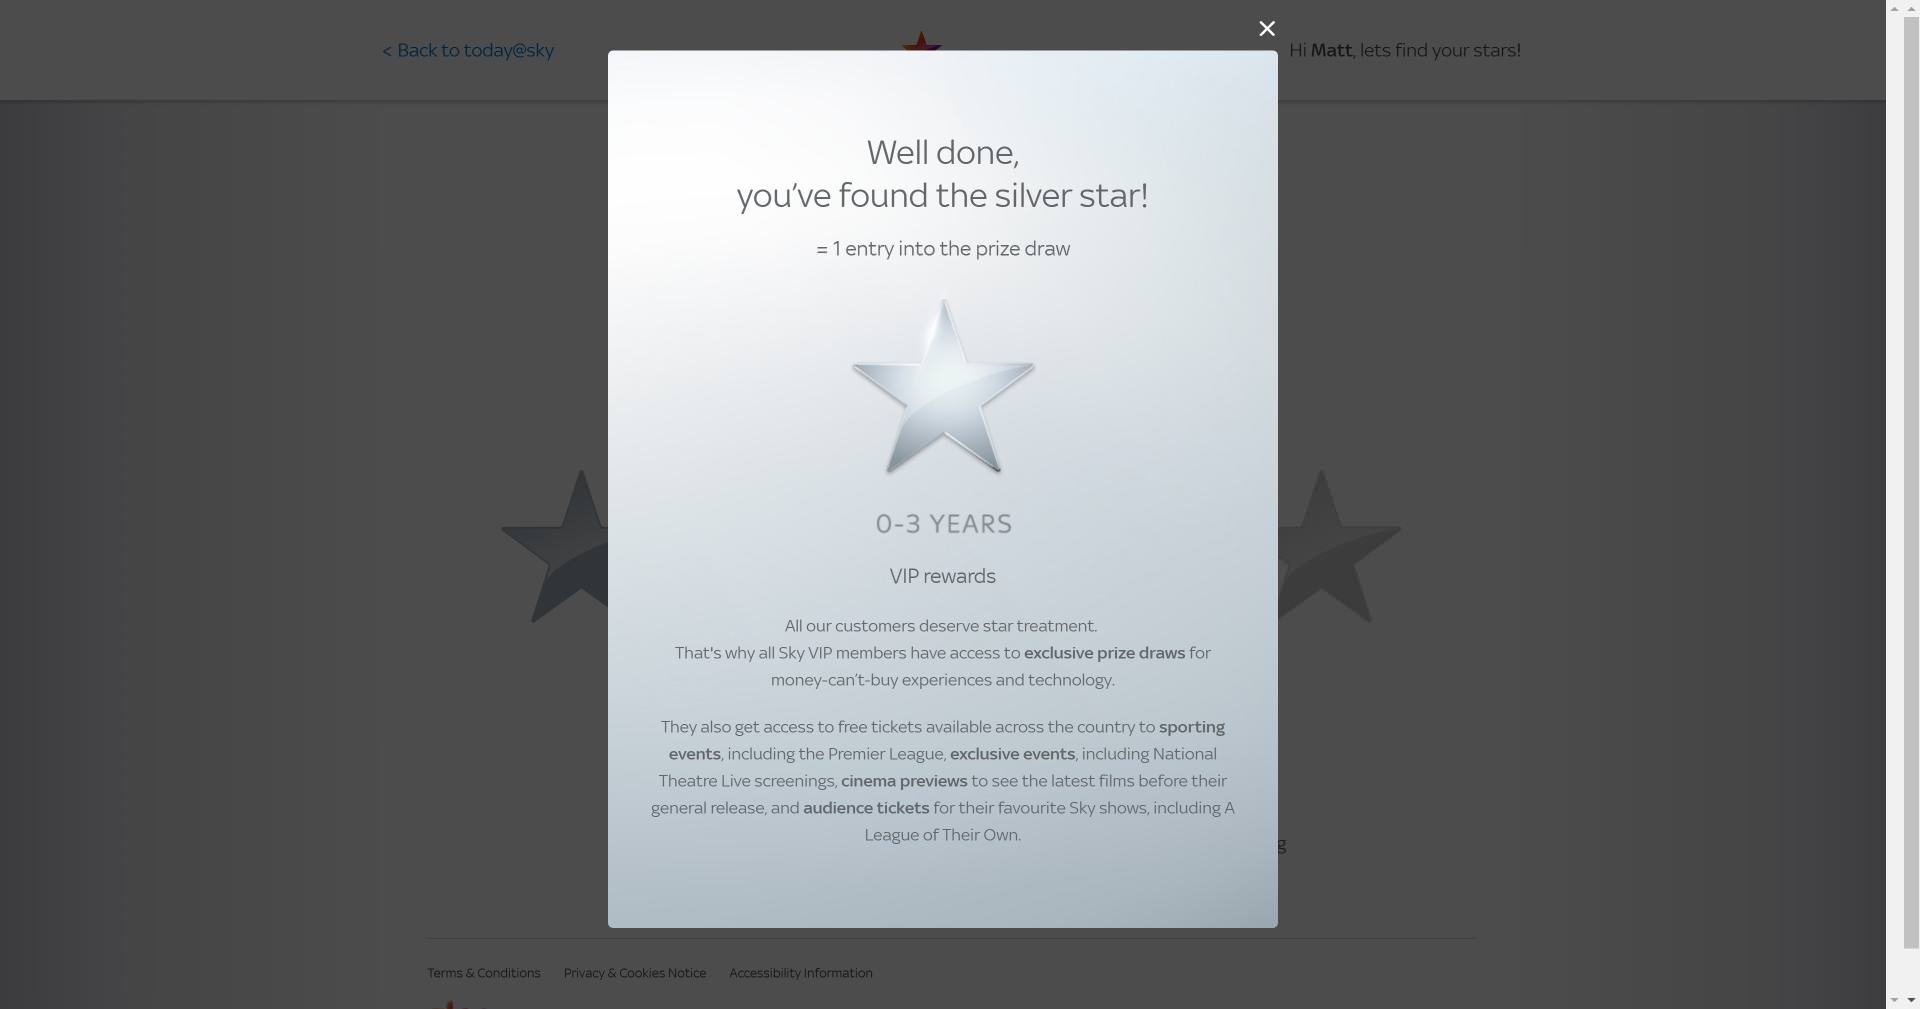 < Back to today@sky
Hi Matt, lets find your stars!
Well done,
you’ve found the silver star!
= 1 entry into the prize draw
0-3 YEARS
VIP rewards
All our customers deserve star treatment.
That's why all Sky VIP members have access to exclusive prize draws for
money-can’t-buy experiences and technology.
They also get access to free tickets available across the country to sporting
events, including the Premier League, exclusive events, including National
Theatre Live screenings, cinema previews to see the latest films before their
general release, and audience tickets for their favourite Sky shows, including A
League of Their Own.
Terms & Conditions
Privacy & Cookies Notice
Accessibility Information